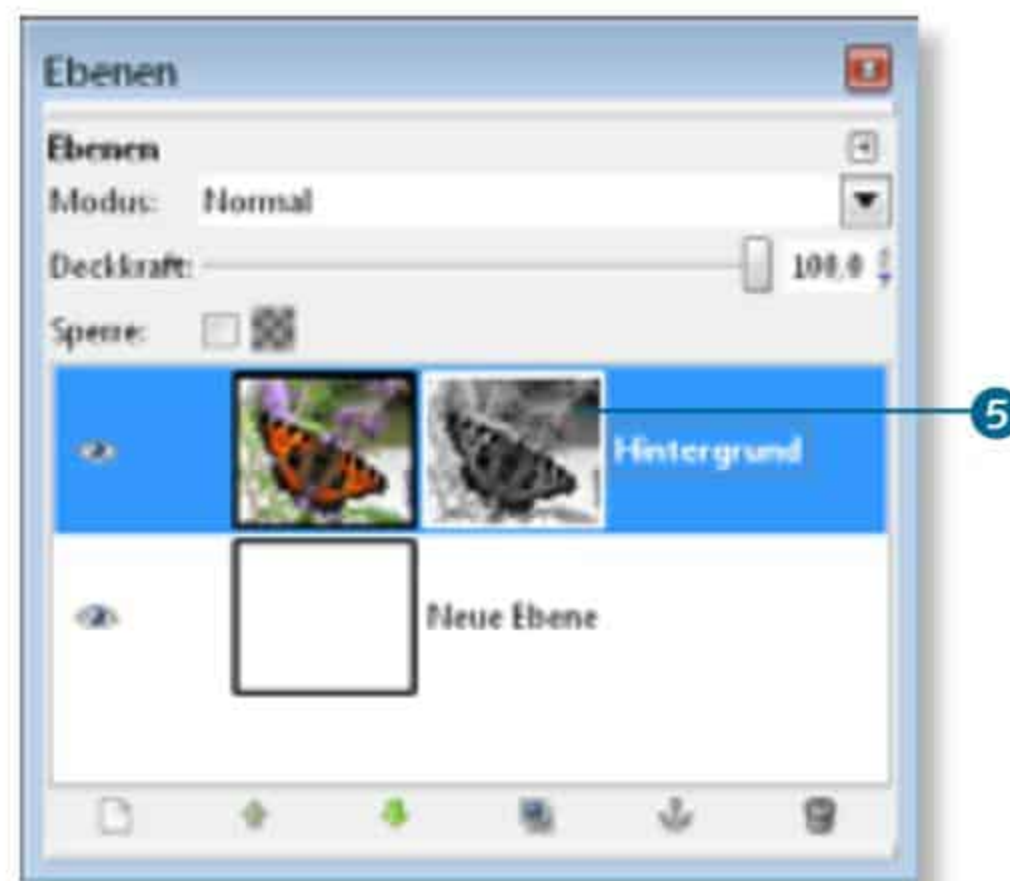 Ebenen
Ebenen
Modus: Normal
Deckkraft: 100,0
Sperre:
Hintergrund
5
Neue Ebene